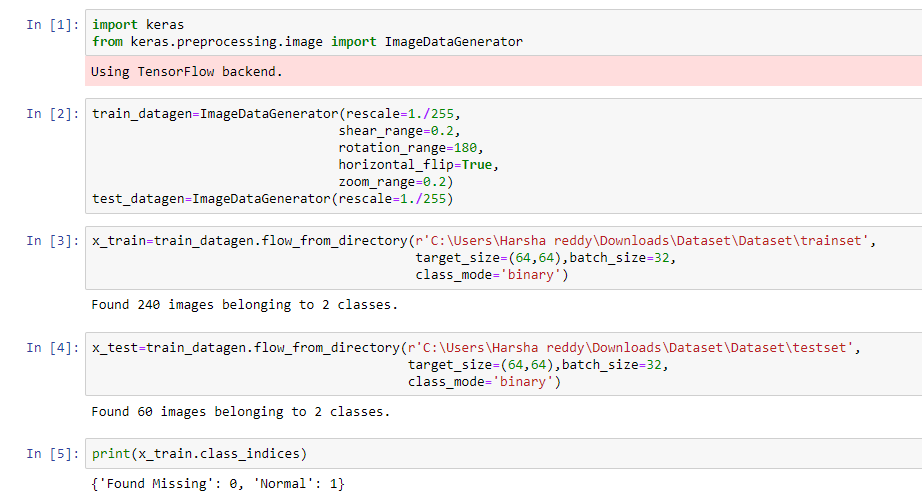 In [1]: import keras
from keras.preprocessing.image import ImageDataGenerator
Using TensorFlow backend.
In [2]: train_datagen=ImageDataGenerator(rescale=1./255,
shear_range=0.2,
rotation_range=180,
horizontal_flip=True,
zoom_range=0.2)
test_datagen=ImageDataGenerator(rescale=1./255)
In [3]: x_train=train_datagen.flow_from_directory(r'C:\Users\Harsha reddy\Downloads\Dataset\Dataset\trainset',
target_size=(64,64),batch_size=32,
class_mode='binary')
Found 240 images belonging to 2 classes.
In [4]: x_test=train_datagen.flow_from_directory(r'C:\Users\Harsha reddy\Downloads\Dataset\Dataset\testset',
target_size=(64,64),batch_size=32,
class_mode='binary')
Found 60 images belonging to 2 classes.
In [5]: print(x_train.class_indices)
{'Found Missing': 0, 'Normal': 1}